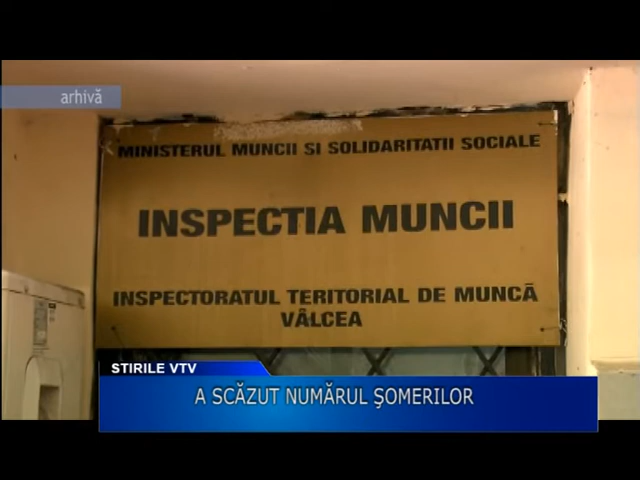 arhivă
MINISTERUL MUNCII SI SOLIDARITATII SOCIALE
INSPECTIA MUNCII
INSPECTORATUL TERITORIAL DE MUNCĂ
VÂLCEA
STIRILE VTV
A SCĂZUT NUMĂRUL ŞOMERILOR